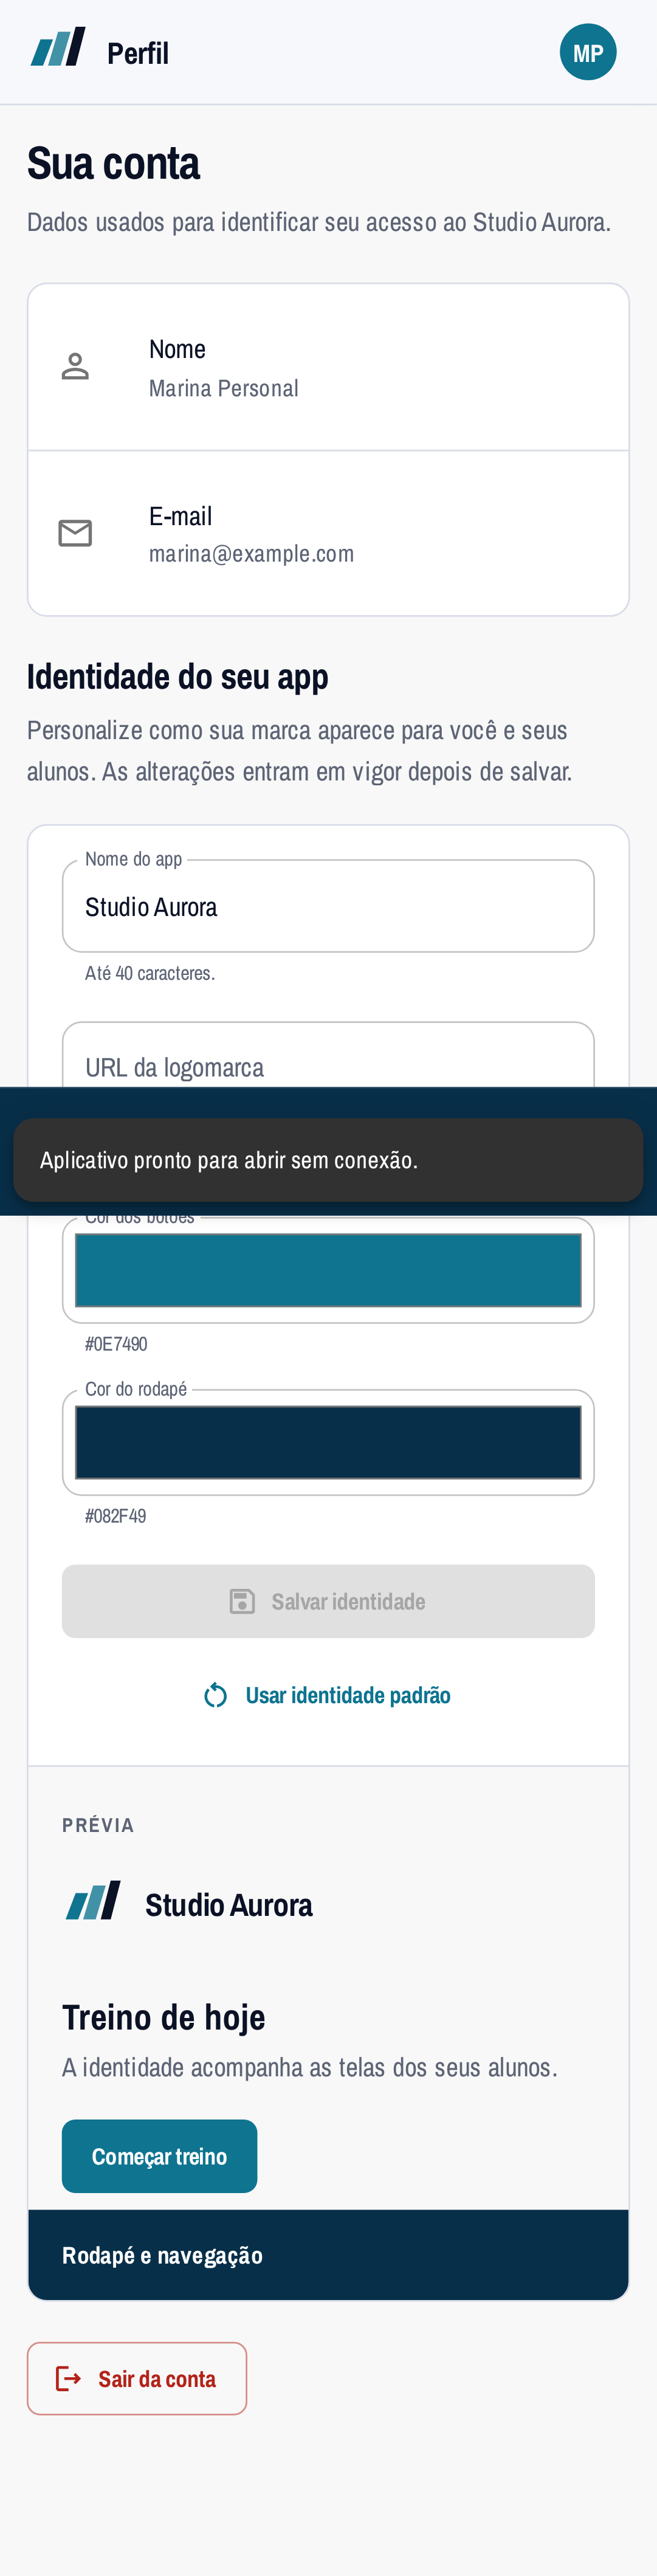 Perfil
MP
Sua conta
Dados usados para identificar seu acesso ao Studio Aurora.
Nome
Marina Personal
E-mail
marina@example.com
Identidade do seu app
Personalize como sua marca aparece para você e seus
alunos. As alterações entram em vigor depois de salvar.
Nome do app
Studio Aurora
Até 40 caracteres.
URL da logomarca
Aplicativo pronto para abrir sem conexão.
Cor dos botões
#0E7490
Cor do rodapé
#082F49
Salvar identidade
Usar identidade padrão
PRÉVIA
Studio Aurora
Treino de hoje
A identidade acompanha as telas dos seus alunos.
Começar treino
Rodapé e navegação
Sair da conta